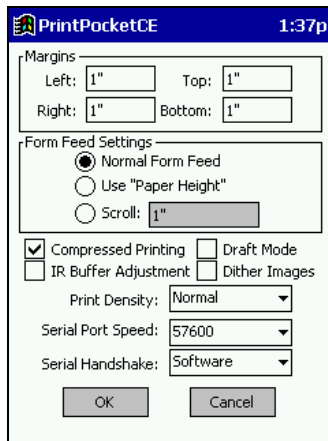 PrintPocketCE 1:37p
Margins
Left: 1" Top: 1"
Right: 1" Bottom: 1"
Form Feed Settings
Normal Form Feed
Use "Paper Height"
Scroll: 1"
Compressed Printing Draft Mode
IR Buffer Adjustment Dither Images
Print Density: Normal
Serial Port Speed: 57600
Serial Handshake: Software
OK Cancel